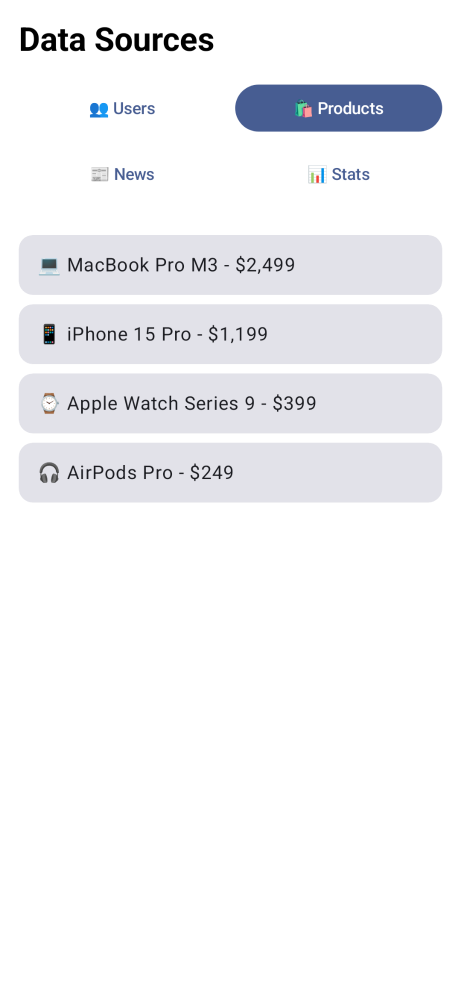 Data Sources
👥 Users
🛍️ Products
📰 News
📊 Stats
💻 MacBook Pro M3 - $2,499
📱 iPhone 15 Pro - $1,199
⌚ Apple Watch Series 9 - $399
🎧 AirPods Pro - $249